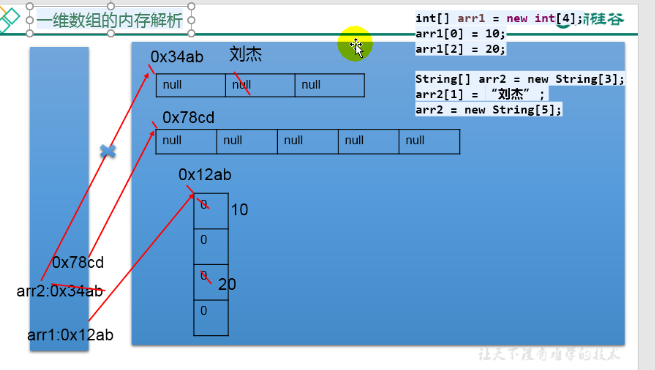 一维数组的内存解析
int[] arr1 = new int[4];
硅谷
arr1[0] = 10;
arr1[2] = 20;
String[] arr2 = new String[3];
arr2[1] = “刘杰”;
arr2 = new String[5];
0x34ab
刘杰
null null null
0x78cd
null null null null null
0x12ab
0
10
0
0
20
0
0x78cd
arr2:0x34ab
arr1:0x12ab
让天下没有难学的技术